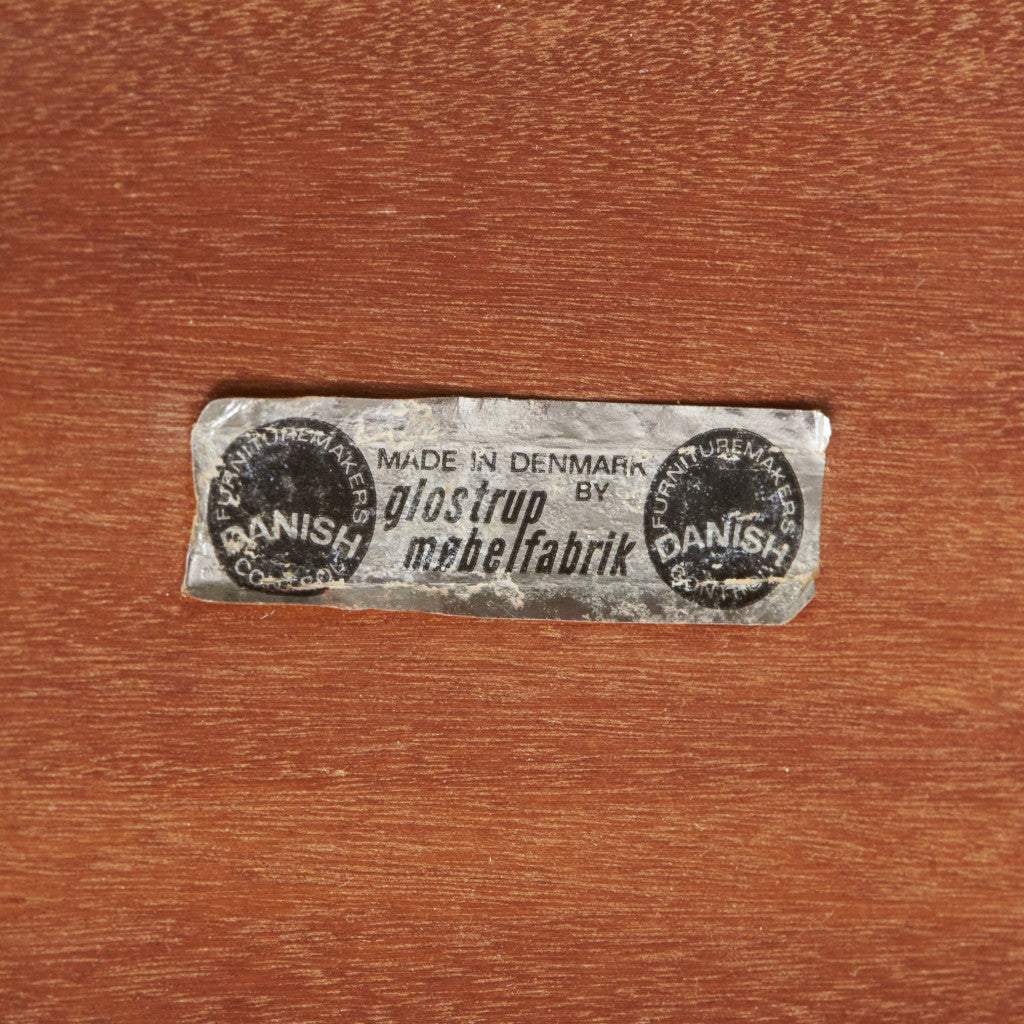 FURNITUREMAKERS
DANISH
CONTROL
MADE IN DENMARK
BY
glostrup
møbelfabrik
FURNITUREMAKERS
DANISH
CONTROL